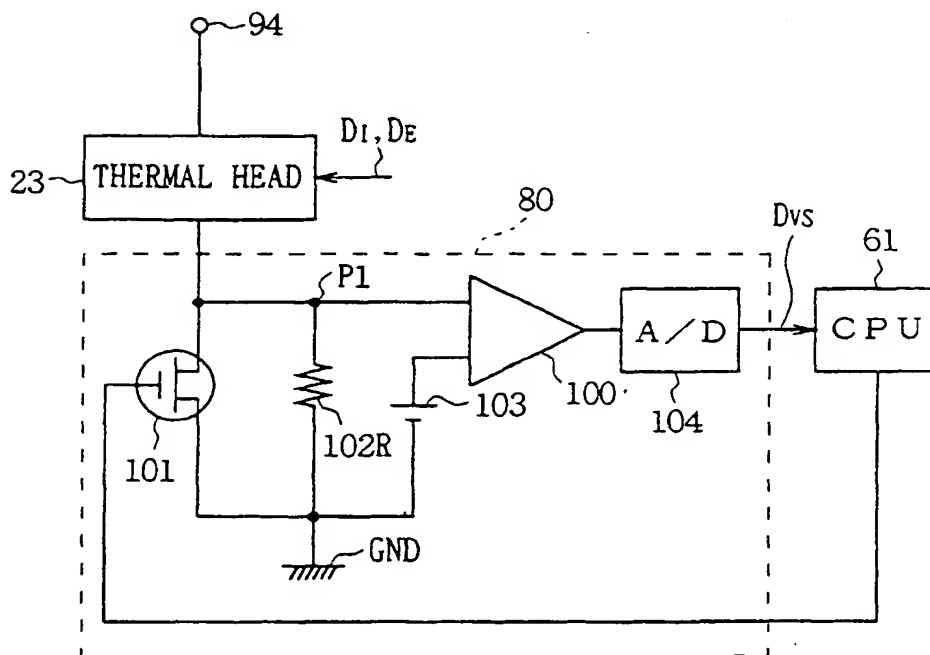 94
DI, DE
23
THERMAL HEAD
80
DVS
61
P1
A/D
CPU
100
103
104
102R
101
GND